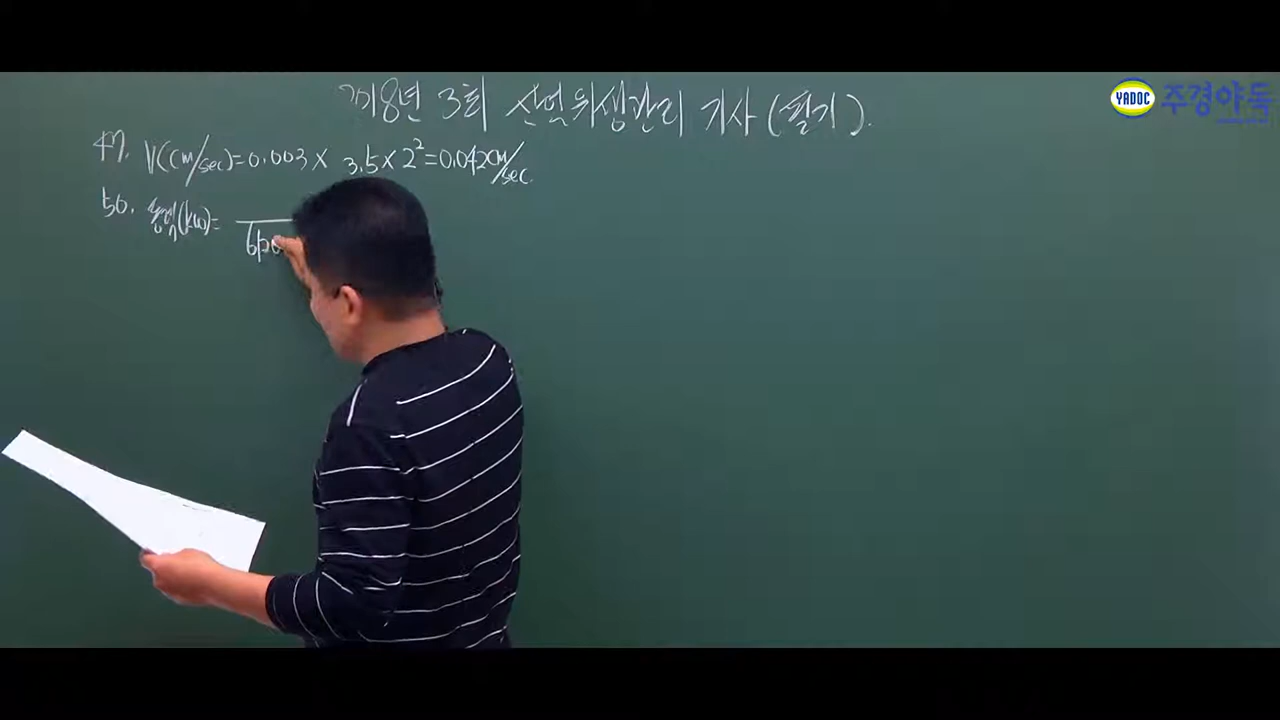 2018년 3회 산업위생관리 기사 (필기).
YADOC 주경야독
47. V(cm/sec)=0.003× 3.5×2²=0.042cm/sec.
50. 동력(kw)=
6120